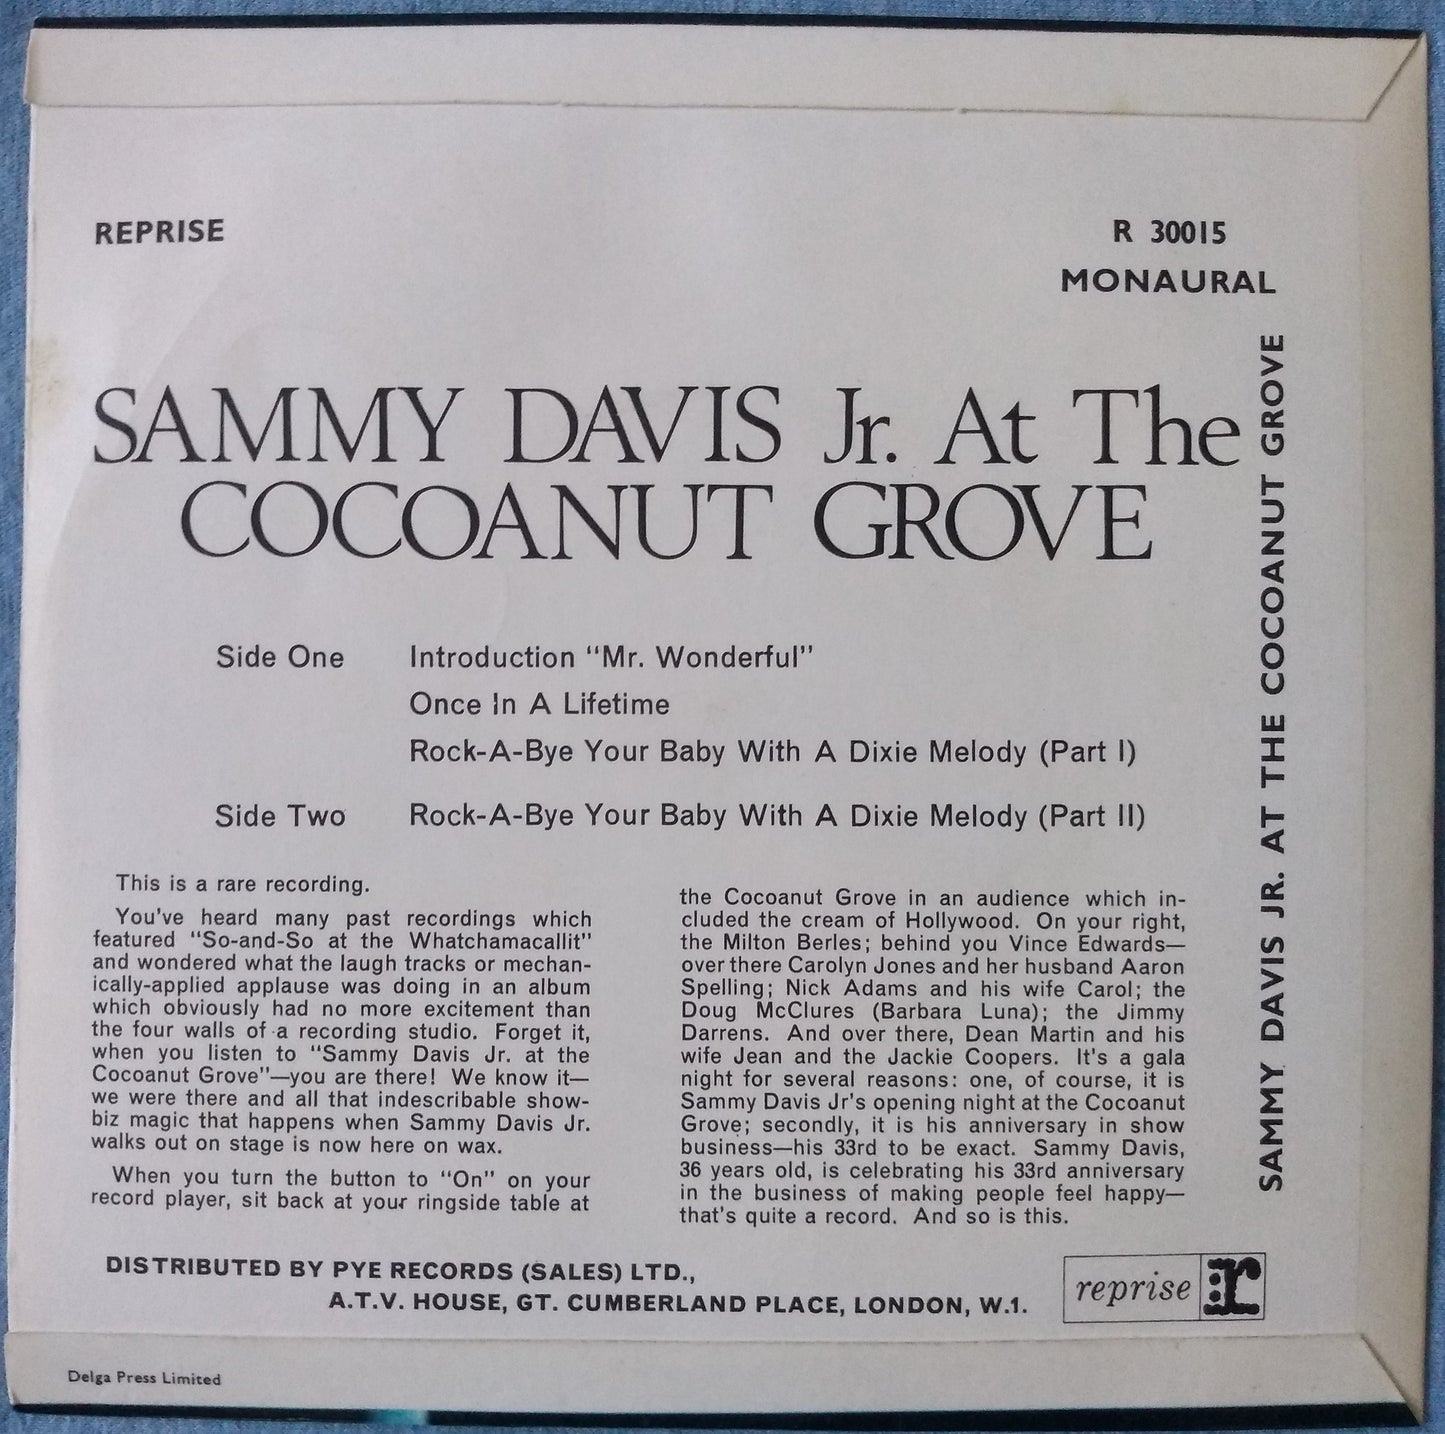 REPRISE
R 30015
MONAURAL
SAMMY DAVIS Jr. At The
COCOANUT GROVE
Side One
Introduction “Mr. Wonderful”
Once In A Lifetime
Rock-A-Bye Your Baby With A Dixie Melody (Part I)
Side Two
Rock-A-Bye Your Baby With A Dixie Melody (Part II)
This is a rare recording.
You've heard many past recordings which
featured “So-and-So at the Whatchamacallit”
and wondered what the laugh tracks or mechan-
ically-applied applause was doing in an album
which obviously had no more excitement than
the four walls of a recording studio. Forget it,
when you listen to “Sammy Davis Jr. at the
Cocoanut Grove”—you are there! We know it—
we were there and all that indescribable show-
biz magic that happens when Sammy Davis Jr.
walks out on stage is now here on wax.
When you turn the button to “On” on your
record player, sit back at your ringside table at
the Cocoanut Grove in an audience which in-
cluded the cream of Hollywood. On your right,
the Milton Berles; behind you Vince Edwards—
over there Carolyn Jones and her husband Aaron
Spelling; Nick Adams and his wife Carol; the
Doug McClures (Barbara Luna); the Jimmy
Darrens. And over there, Dean Martin and his
wife Jean and the Jackie Coopers. It's a gala
night for several reasons: one, of course, it is
Sammy Davis Jr's opening night at the Cocoanut
Grove; secondly, it is his anniversary in show
business—his 33rd to be exact. Sammy Davis,
36 years old, is celebrating his 33rd anniversary
in the business of making people feel happy—
that's quite a record. And so is this.
SAMMY DAVIS JR. AT THE COCOANUT GROVE
DISTRIBUTED BY PYE RECORDS (SALES) LTD.,
A.T.V. HOUSE, GT. CUMBERLAND PLACE, LONDON, W.1.
reprise r:
Delga Press Limited